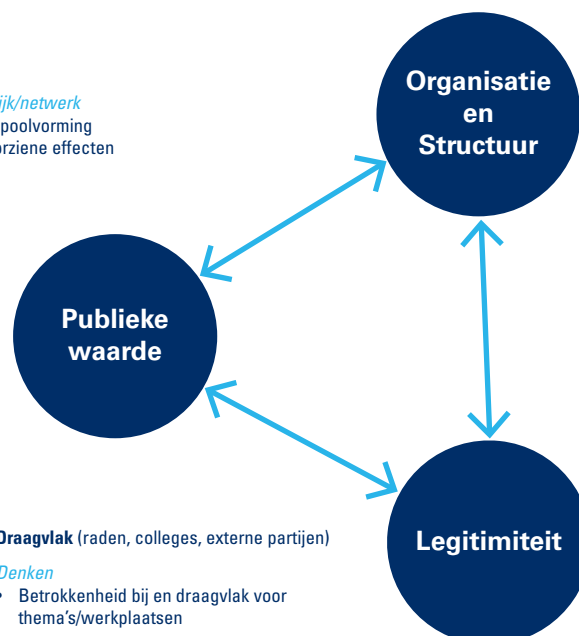 Organisatie
en
Structuur
ijk/netwerk
poolvorming
rziene effecten
Publieke
waarde
Draagvlak (raden, colleges, externe partijen)
Denken
• Betrokkenheid bij en draagvlak voor
thema's/werkplaatsen
Legitimiteit